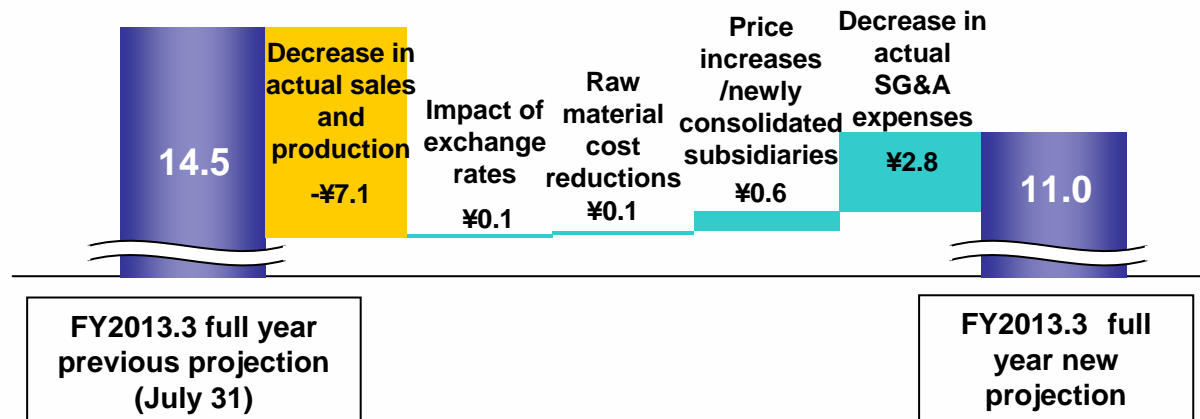 14.5
Decrease in
actual sales
and
production
-¥7.1
Impact of
exchange
rates
¥0.1
Raw
material
cost
reductions
¥0.1
Price
increases
/newly
consolidated
subsidiaries
¥0.6
Decrease in
actual
SG&A
expenses
¥2.8
11.0
FY2013.3 full year
previous projection
(July 31)
FY2013.3 full
year new
projection